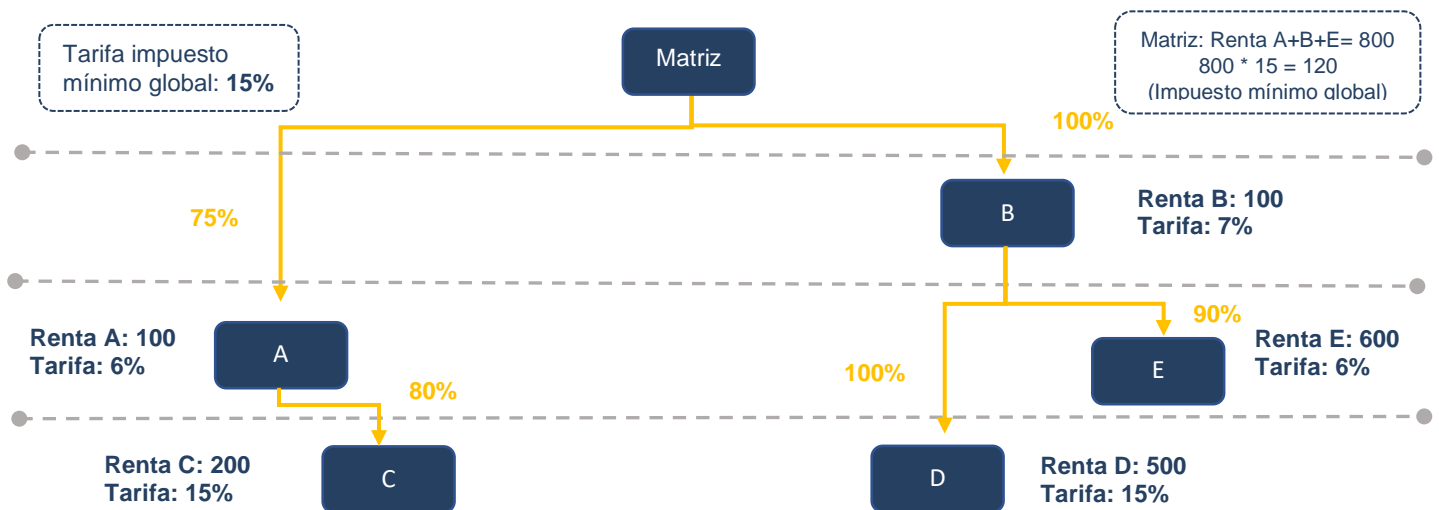 Tarifa impuesto
mínimo global: 15%
Matriz
Matriz: Renta A+B+E= 800
800 * 15 = 120
(Impuesto mínimo global)
100%
75%
B
Renta B: 100
Tarifa: 7%
Renta A: 100
Tarifa: 6%
A
80%
100%
90%
E
Renta E: 600
Tarifa: 6%
Renta C: 200
Tarifa: 15%
C
D
Renta D: 500
Tarifa: 15%